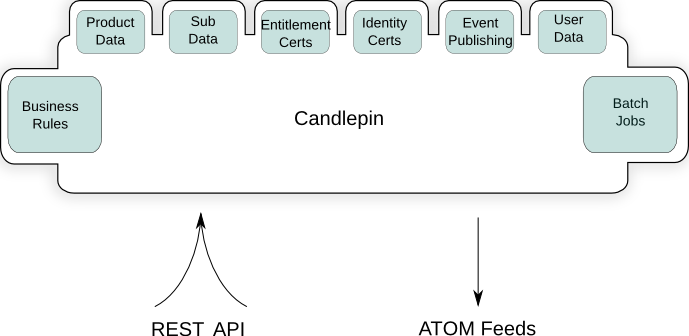 Product
Data
Sub
Data
Entitlement
Certs
Identity
Certs
Event
Publishing
User
Data
Business
Rules
Candlepin
Batch
Jobs
REST API
ATOM Feeds